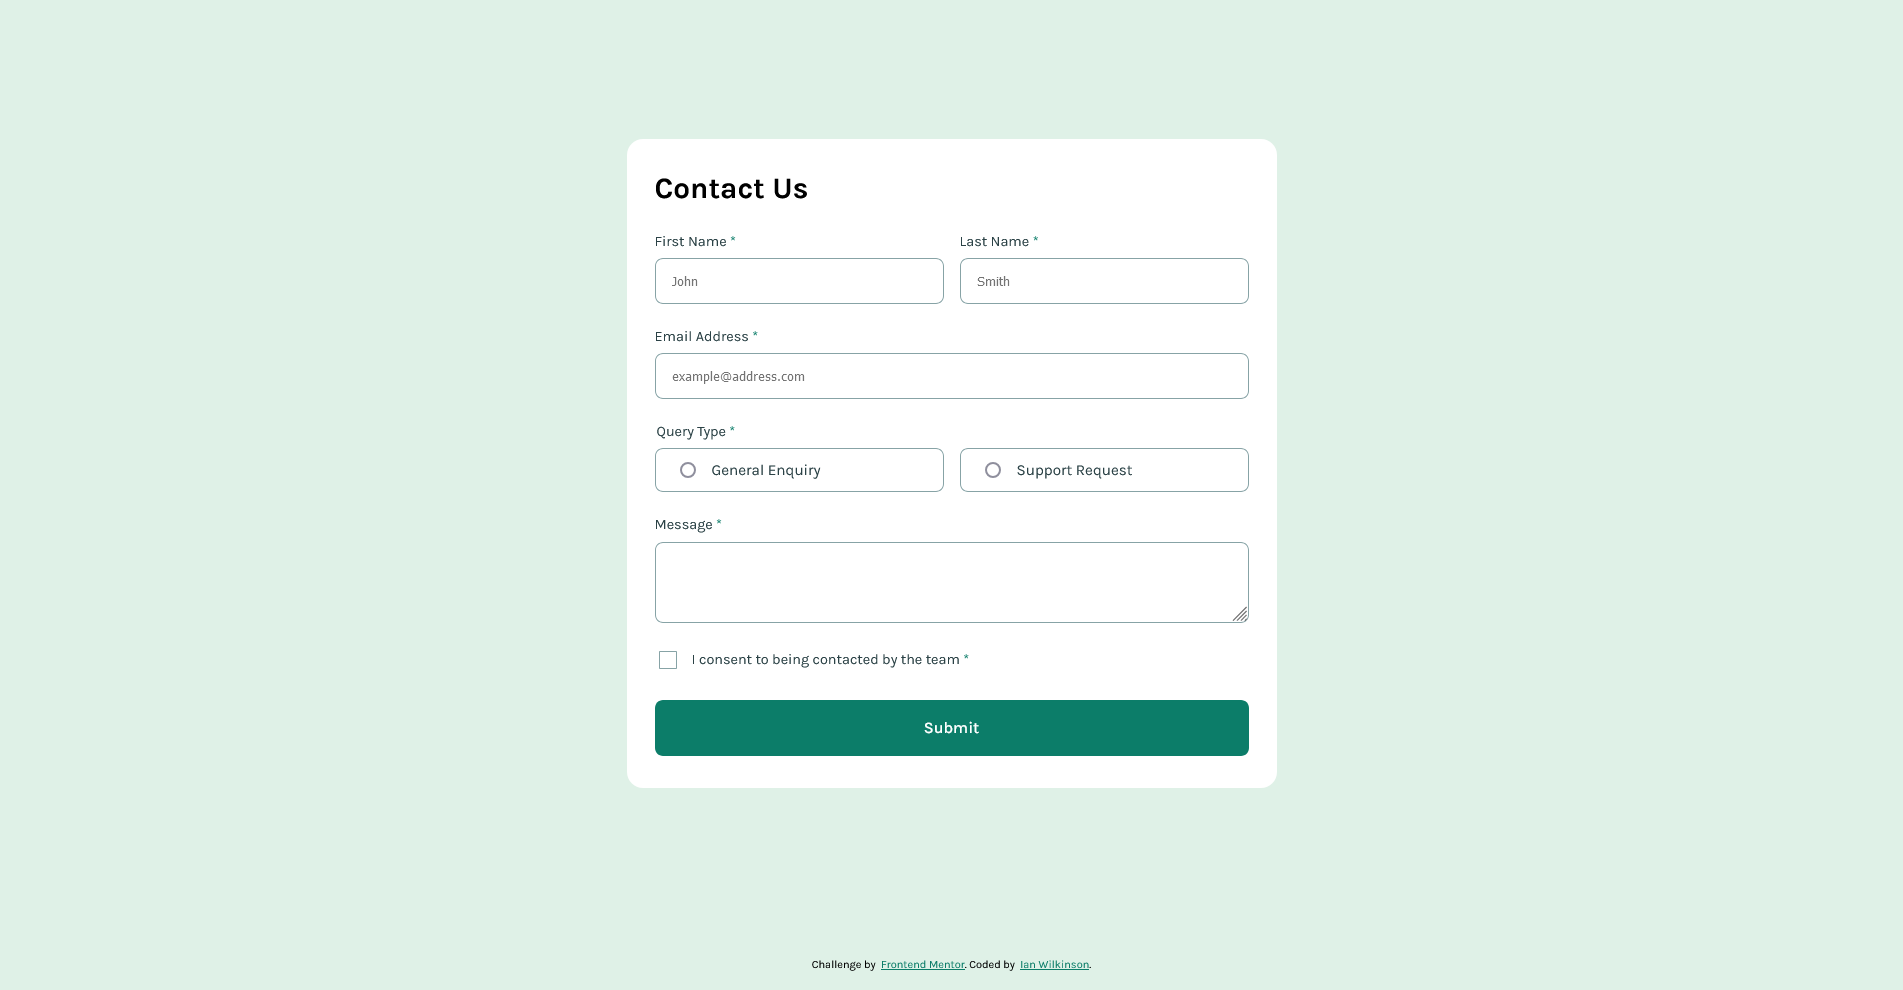 Contact Us
First Name * Last Name *
John Smith
Email Address *
example@address.com
Query Type *
General Enquiry Support Request
Message *
I consent to being contacted by the team *
Submit
Challenge by Frontend Mentor. Coded by Ian Wilkinson.